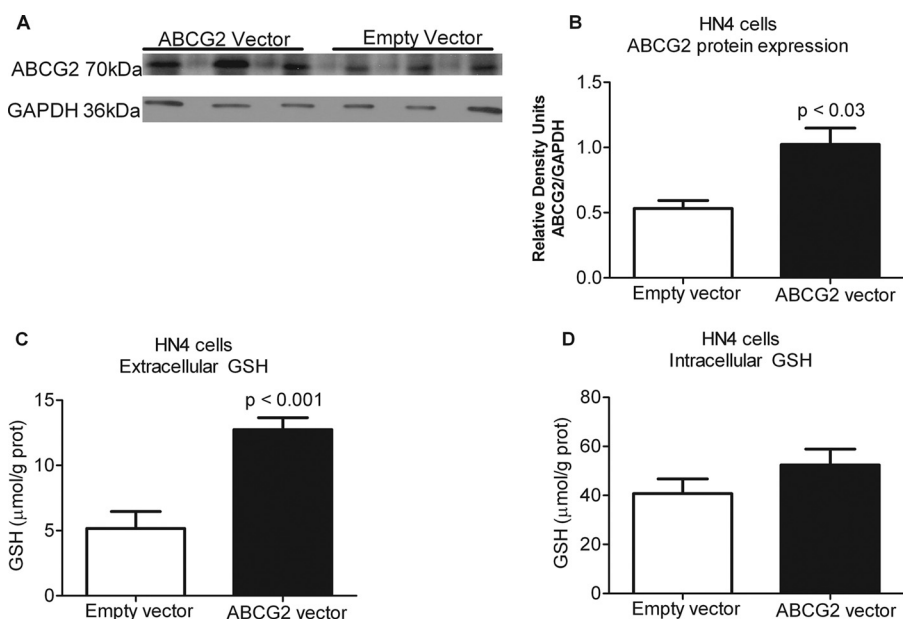 A
ABCG2 Vector
Empty Vector
ABCG2 70kDa
GAPDH 36kDa
B
HN4 cells
ABCG2 protein expression
Relative Density Units
ABCG2/GAPDH
1.5
1.0
0.5
0.0
p < 0.03
Empty vector
ABCG2 vector
C
HN4 cells
Extracellular GSH
GSH (µmol/g prot)
15
10
5
0
p < 0.001
Empty vector
ABCG2 vector
D
HN4 cells
Intracellular GSH
GSH (µmol/g prot)
80
60
40
20
0
Empty vector
ABCG2 vector